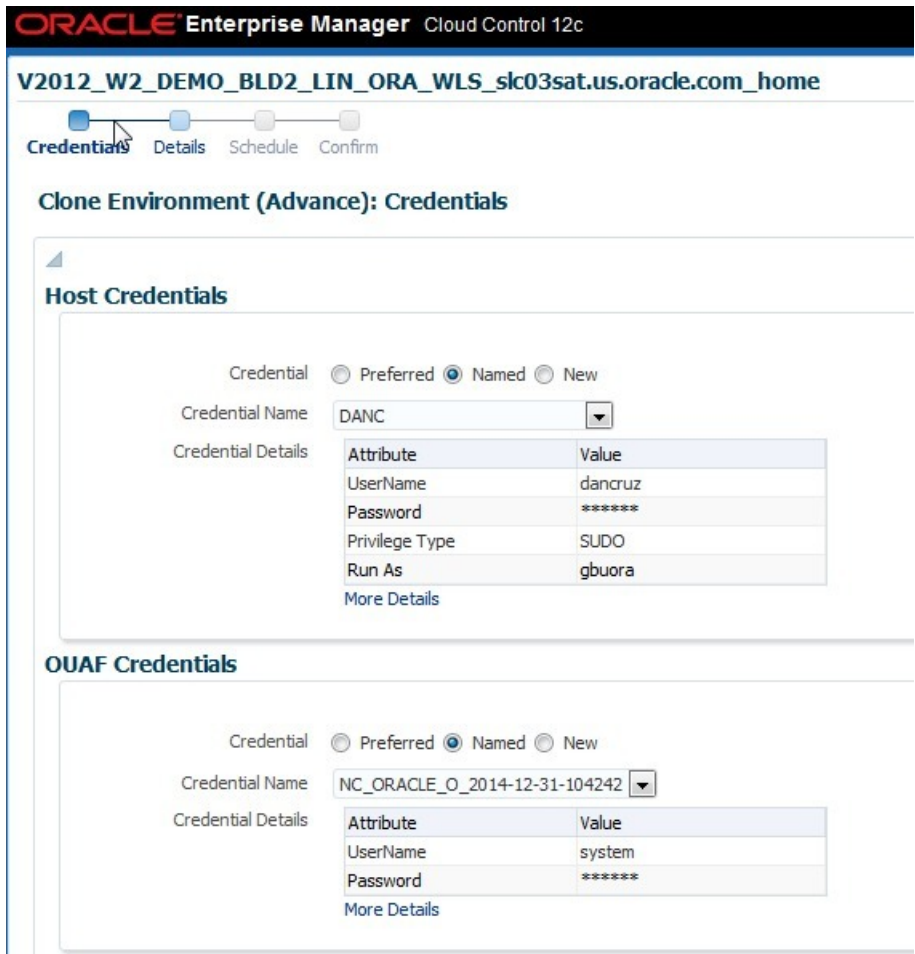 ORACLE Enterprise Manager Cloud Control 12c
V2012_W2_DEMO_BLD2_LIN_ORA_WLS_slc03sat.us.oracle.com_home
Credentials Details Schedule Confirm
Clone Environment (Advance): Credentials
Host Credentials
Credential Preferred Named New
Credential Name DANC
Credential Details Attribute Value
UserName dancruz
Password ******
Privilege Type SUDO
Run As gbuora
More Details
OUAF Credentials
Credential Preferred Named New
Credential Name NC_ORACLE_O_2014-12-31-104242
Credential Details Attribute Value
UserName system
Password ******
More Details